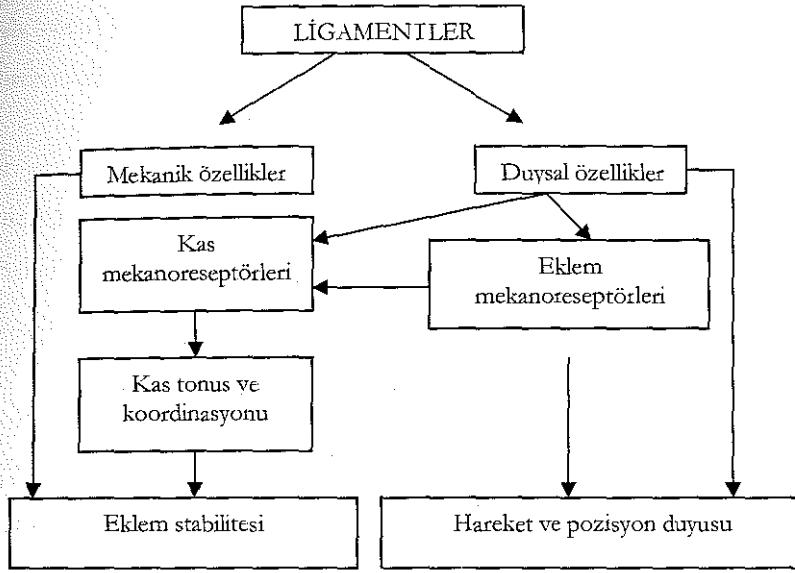 LİGAMENTLER
Mekanik özellikler
Duysal özellikler
Kas
mekanoreseptörleri
Eklem
mekanoreseptörleri
Kas tonus ve
koordinasyonu
Eklem stabilitesi
Hareket ve pozisyon duyusu